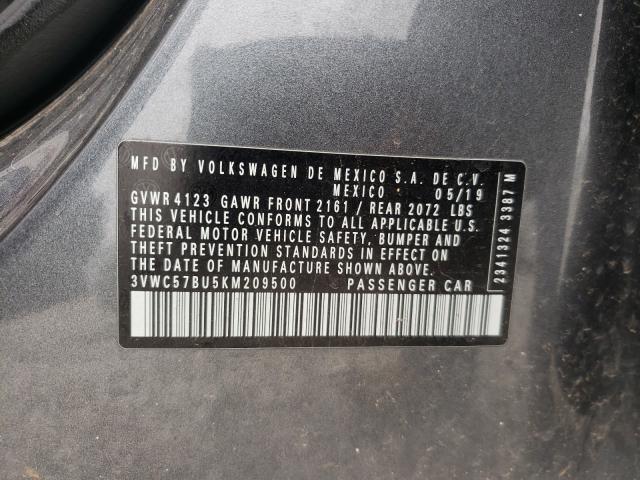 MFD BY VOLKSWAGEN DE MEXICO S.A. DE C.V.
MEXICO 05/19
GVWR 4123 GAWR FRONT 2161 / REAR 2072 LBS
THIS VEHICLE CONFORMS TO ALL APPLICABLE U.S.
FEDERAL MOTOR VEHICLE SAFETY, BUMPER AND
THEFT PREVENTION STANDARDS IN EFFECT ON
THE DATE OF MANUFACTURE SHOWN ABOVE.
3VWC57BU5KM209500 PASSENGER CAR
2341324 3387 M